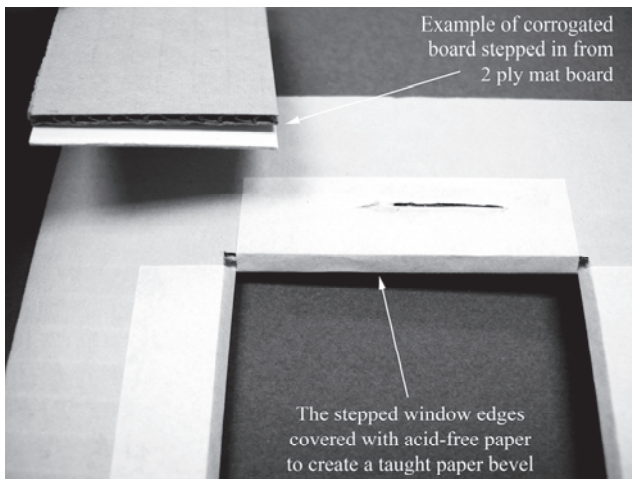 Example of corrogated
board stepped in from
2 ply mat board
The stepped window edges
covered with acid-free paper
to create a taught paper bevel